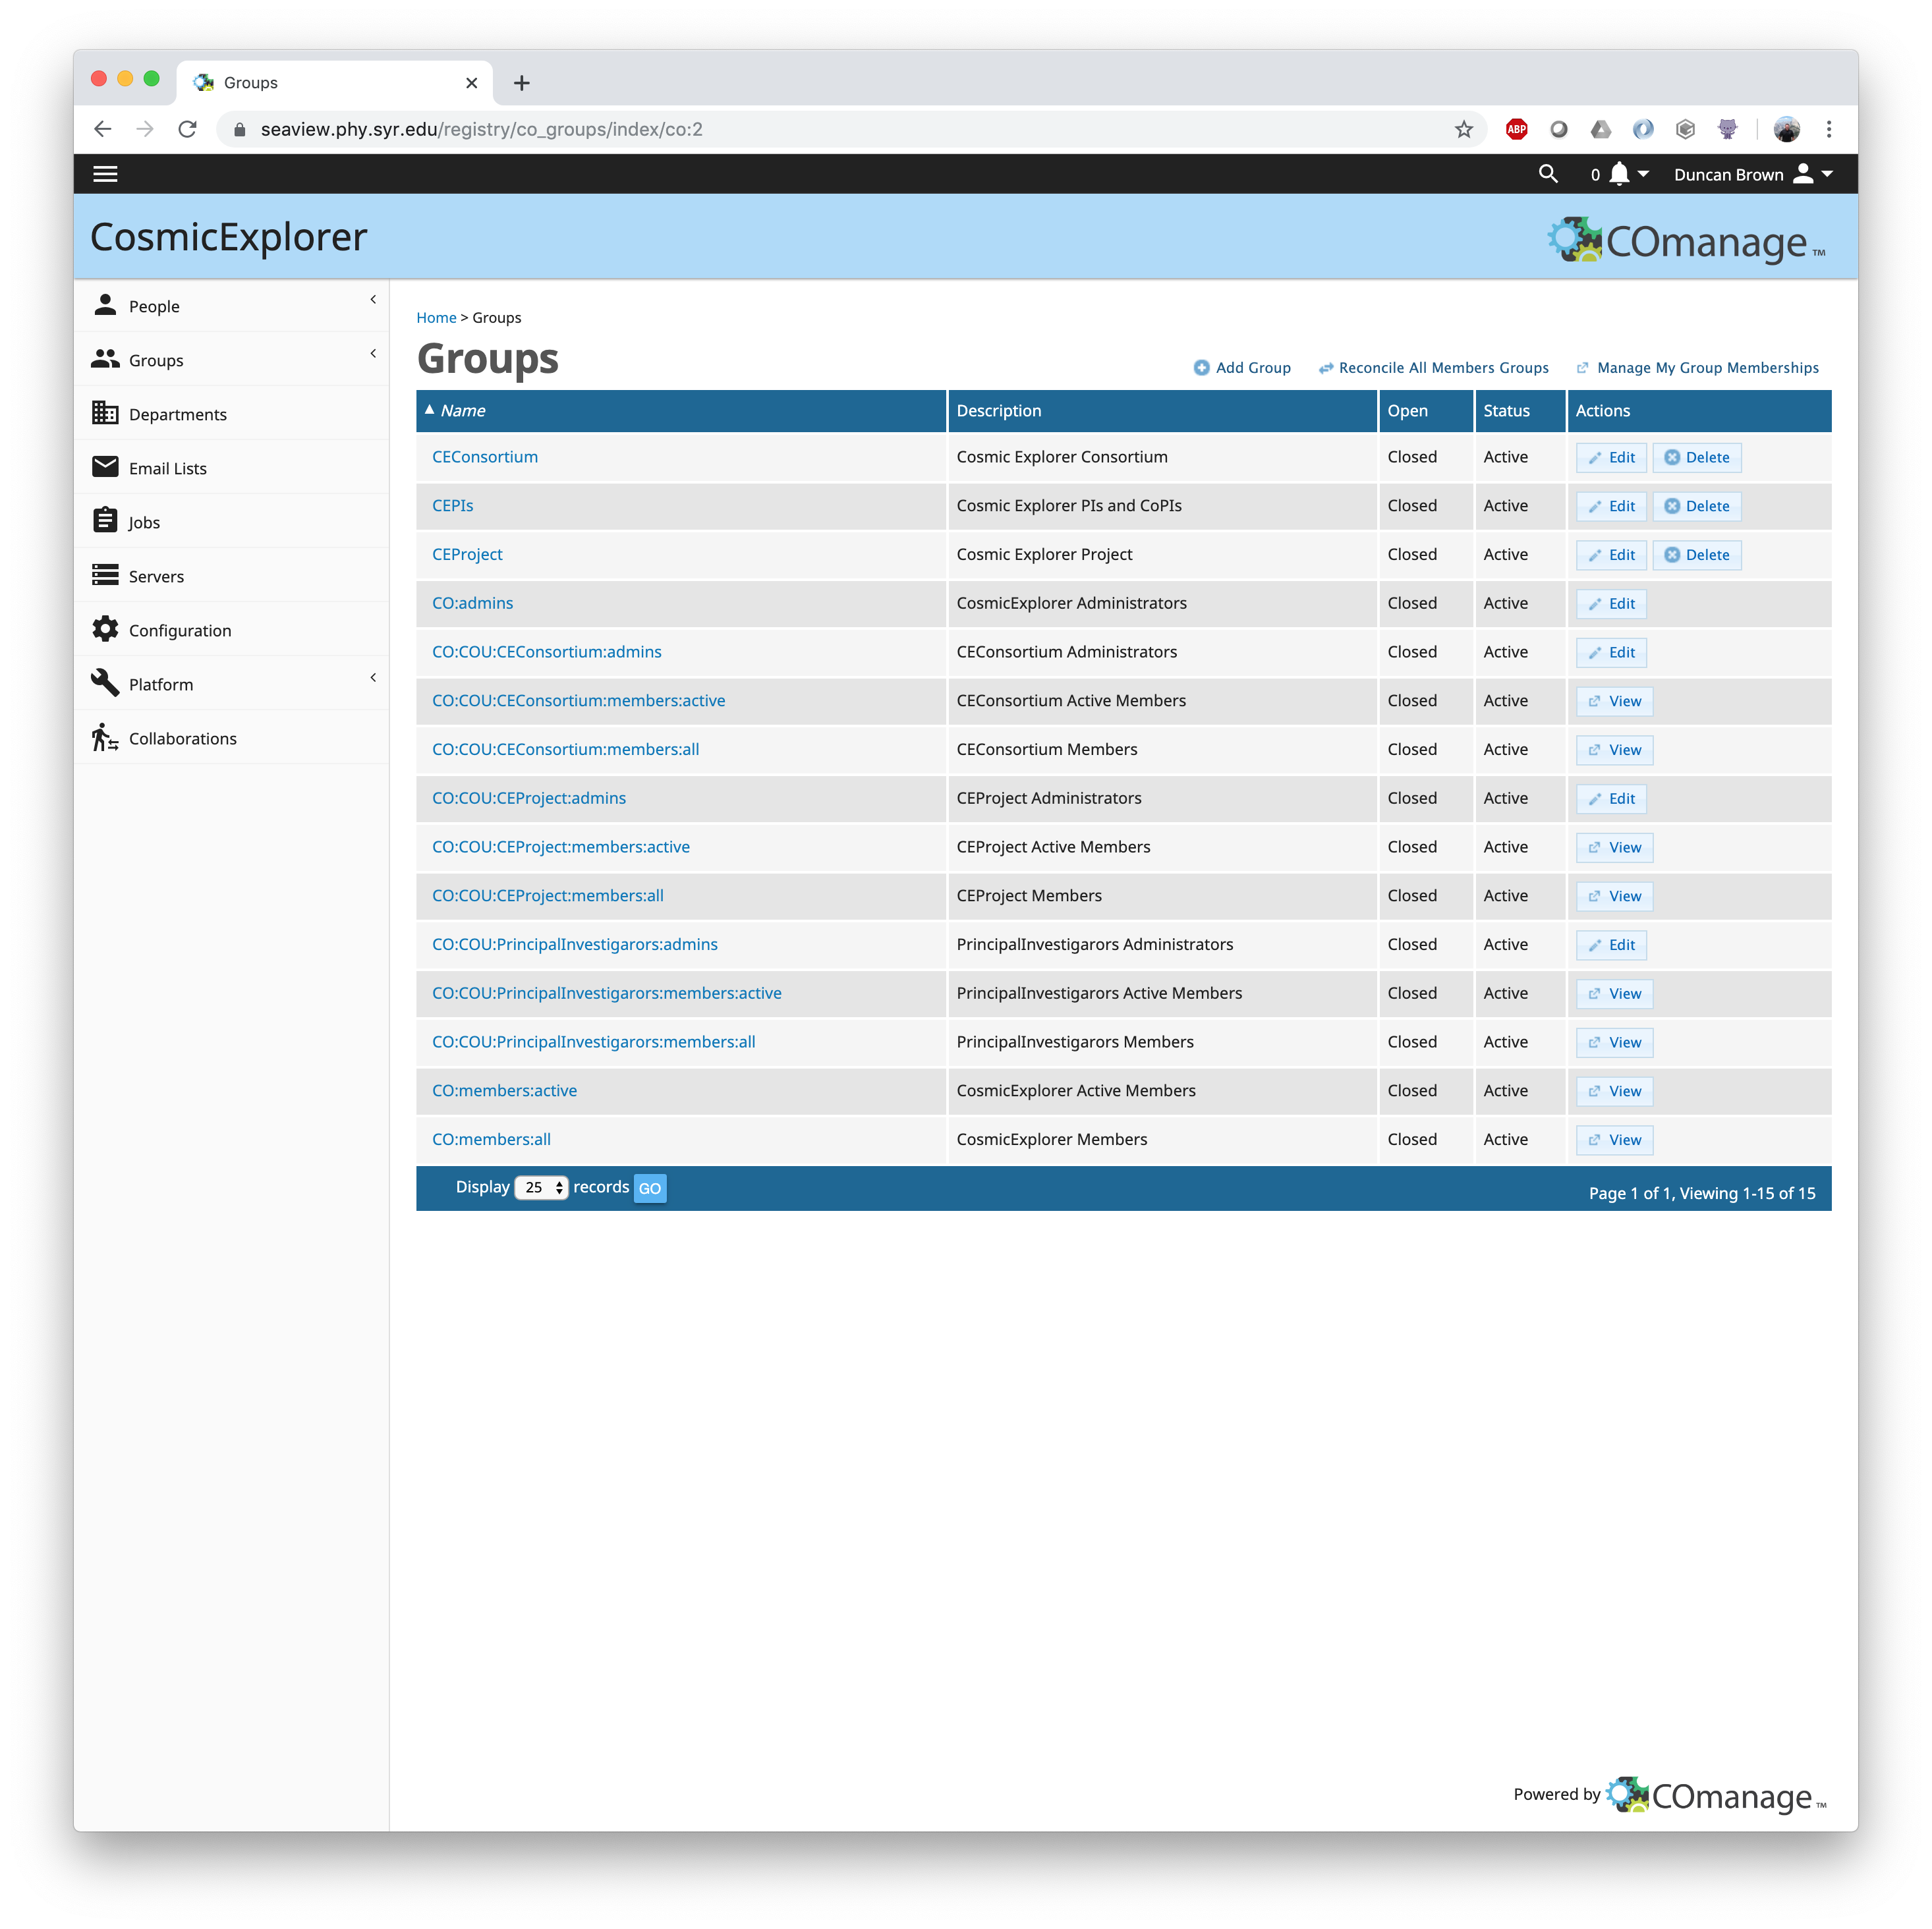 Groups
seaview.phy.syr.edu/registry/co_groups/index/co:2
ABP
0
Duncan Brown
CosmicExplorer
COmanage TM
People
Groups
Departments
Email Lists
Jobs
Servers
Configuration
Platform
Collaborations
Home > Groups
Groups
Add Group Reconcile All Members Groups Manage My Group Memberships
Name Description Open Status Actions
CEConsortium Cosmic Explorer Consortium Closed Active Edit Delete
CEPIs Cosmic Explorer PIs and CoPIs Closed Active Edit Delete
CEProject Cosmic Explorer Project Closed Active Edit Delete
CO:admins CosmicExplorer Administrators Closed Active Edit
CO:COU:CEConsortium:admins CEConsortium Administrators Closed Active Edit
CO:COU:CEConsortium:members:active CEConsortium Active Members Closed Active View
CO:COU:CEConsortium:members:all CEConsortium Members Closed Active View
CO:COU:CEProject:admins CEProject Administrators Closed Active Edit
CO:COU:CEProject:members:active CEProject Active Members Closed Active View
CO:COU:CEProject:members:all CEProject Members Closed Active View
CO:COU:PrincipalInvestigarors:admins PrincipalInvestigarors Administrators Closed Active Edit
CO:COU:PrincipalInvestigarors:members:active PrincipalInvestigarors Active Members Closed Active View
CO:COU:PrincipalInvestigarors:members:all PrincipalInvestigarors Members Closed Active View
CO:members:active CosmicExplorer Active Members Closed Active View
CO:members:all CosmicExplorer Members Closed Active View
Display 25 records GO
Page 1 of 1, Viewing 1-15 of 15
Powered by COmanage TM